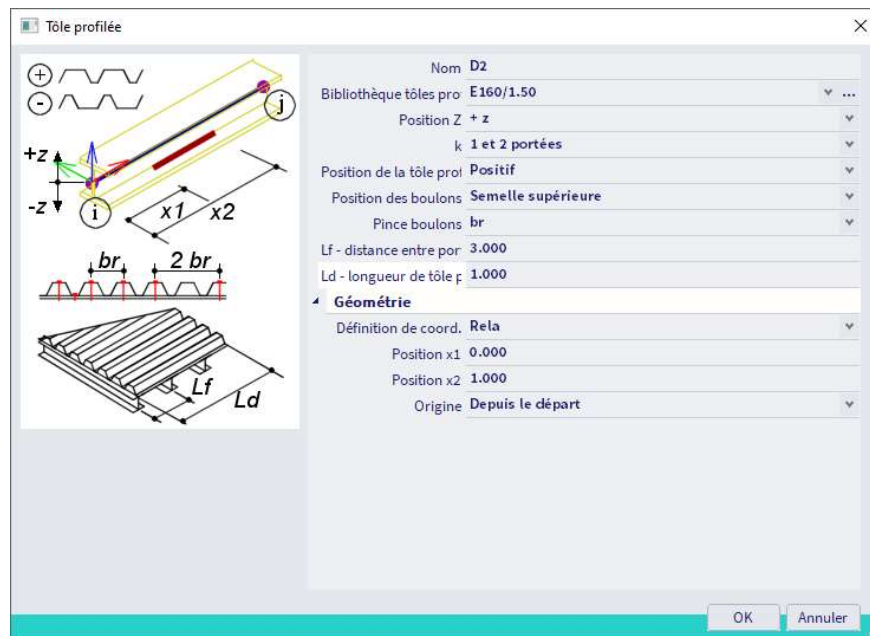 Tôle profilée
+
-
+z
-z
i
j
x1
x2
br
2 br
Lf
Ld
Nom D2
Bibliothèque tôles pro E160/1.50 ...
Position Z + z
k 1 et 2 portées
Position de la tôle prof Positif
Position des boulons Semelle supérieure
Pince boulons br
Lf - distance entre por 3.000
Ld - longueur de tôle p 1.000
Géométrie
Définition de coord. Rela
Position x1 0.000
Position x2 1.000
Origine Depuis le départ
OK Annuler